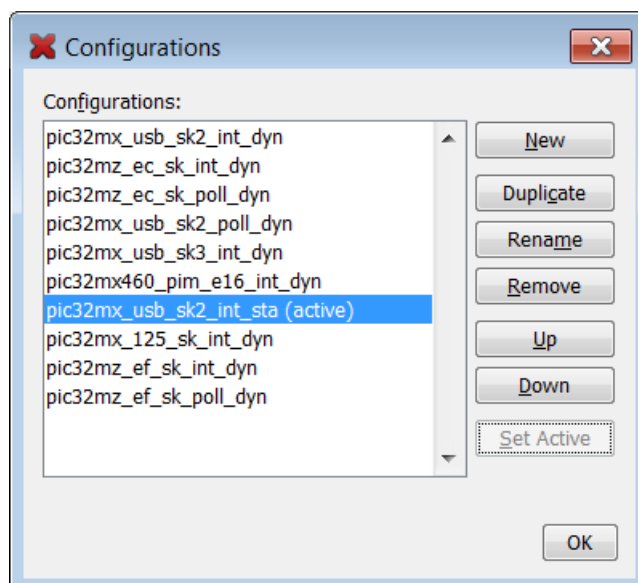 Configurations
Configurations:
pic32mx_usb_sk2_int_dyn
pic32mz_ec_sk_int_dyn
pic32mz_ec_sk_poll_dyn
pic32mx_usb_sk2_poll_dyn
pic32mx_usb_sk3_int_dyn
pic32mx460_pim_e16_int_dyn
pic32mx_usb_sk2_int_sta (active)
pic32mx_125_sk_int_dyn
pic32mz_ef_sk_int_dyn
pic32mz_ef_sk_poll_dyn
New
Duplicate
Rename
Remove
Up
Down
Set Active
OK